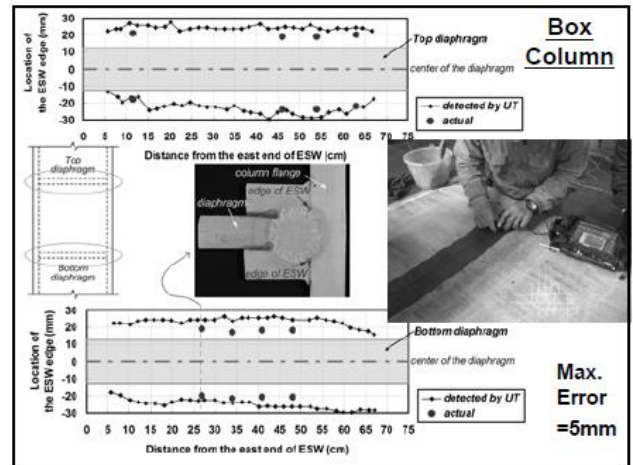 Box
Column
Location of
the ESW edge (mm)
30
20
10
0
-10
-20
-30
Top diaphragm
center of the diaphragm
detected by UT
actual
0 5 10 15 20 25 30 35 40 45 50 55 60 65 70 75
Distance from the east end of ESW (cm)
Top
diaphragm
Bottom
diaphragm
column flange
edge of ESW
diaphragm
edge of ESW
Location of
the ESW edge (mm)
30
20
10
0
-10
-20
-30
Bottom diaphragm
center of the diaphragm
detected by UT
actual
0 5 10 15 20 25 30 35 40 45 50 55 60 65 70 75
Distance from the east end of ESW (cm)
Max.
Error
=5mm